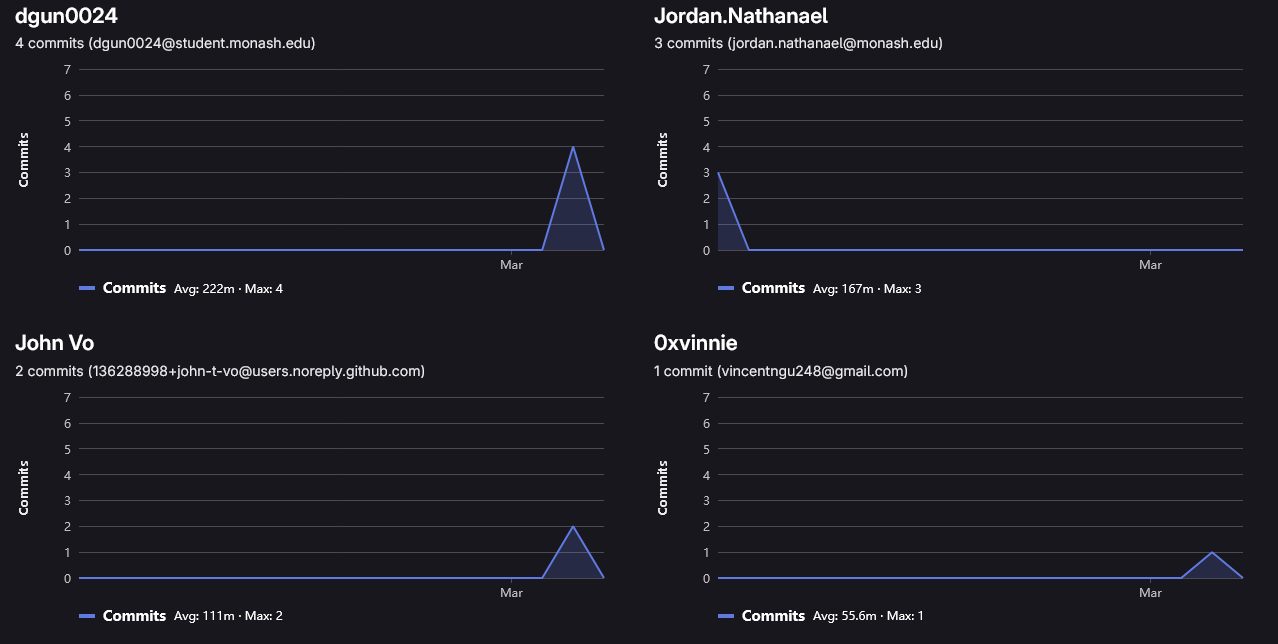 dgun0024
4 commits (dgun0024@student.monash.edu)
7
6
5
4
3
2
1
0
Commits
Mar
Commits Avg: 222m · Max: 4
Jordan.Nathanael
3 commits (jordan.nathanael@monash.edu)
7
6
5
4
3
2
1
0
Commits
Mar
Commits Avg: 167m · Max: 3
John Vo
2 commits (136288998+john-t-vo@users.noreply.github.com)
7
6
5
4
3
2
1
0
Commits
Mar
Commits Avg: 111m · Max: 2
0xvinnie
1 commit (vincentngu248@gmail.com)
7
6
5
4
3
2
1
0
Commits
Mar
Commits Avg: 55.6m · Max: 1